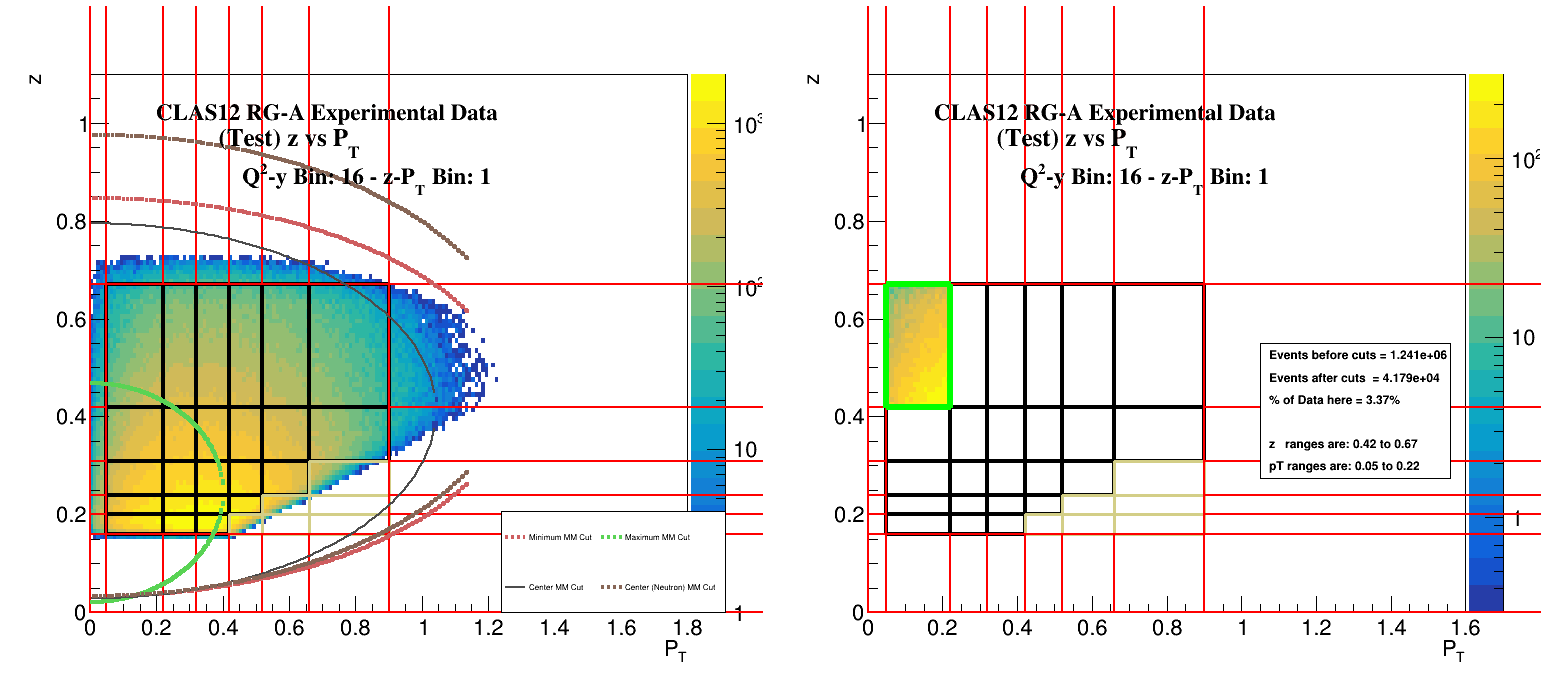 CLAS12 RG-A Experimental Data
(Test) z vs P_T
Q²-y Bin: 16 - z-P_T Bin: 1
z
1
0.8
0.6
0.4
0.2
0
0 0.2 0.4 0.6 0.8 1 1.2 1.8
P_T
10³
10²
10
1
Minimum MM Cut
Maximum MM Cut
Center MM Cut
Center (Neutron) MM Cut
CLAS12 RG-A Experimental Data
(Test) z vs P_T
Q²-y Bin: 16 - z-P_T Bin: 1
z
1
0.8
0.6
0.4
0.2
0
0 0.2 0.4 0.6 0.8 1 1.2 1.4 1.6
P_T
10²
10
1
Events before cuts = 1.241e+06
Events after cuts = 4.179e+04
% of Data here = 3.37%
z ranges are: 0.42 to 0.67
pT ranges are: 0.05 to 0.22